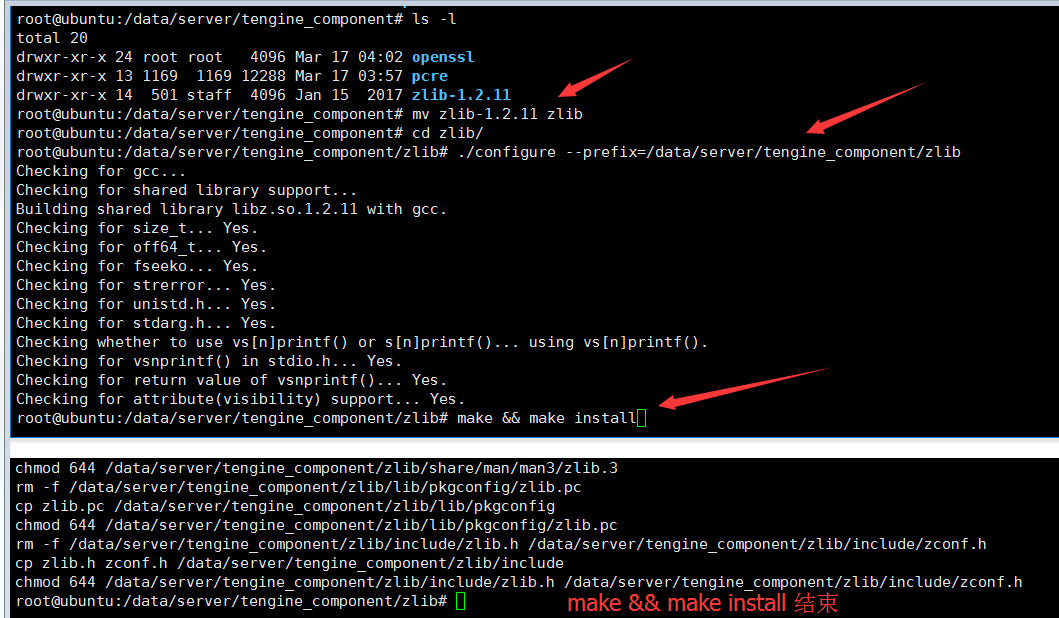 root@ubuntu:/data/server/tengine_component# ls -l
total 20
drwxr-xr-x 24 root root   4096 Mar 17 04:02 openssl
drwxr-xr-x 13 1169  1169 12288 Mar 17 03:57 pcre
drwxr-xr-x 14  501 staff  4096 Jan 15  2017 zlib-1.2.11
root@ubuntu:/data/server/tengine_component# mv zlib-1.2.11 zlib
root@ubuntu:/data/server/tengine_component# cd zlib/
root@ubuntu:/data/server/tengine_component/zlib# ./configure --prefix=/data/server/tengine_component/zlib
Checking for gcc...
Checking for shared library support...
Building shared library libz.so.1.2.11 with gcc.
Checking for size_t... Yes.
Checking for off64_t... Yes.
Checking for fseeko... Yes.
Checking for strerror... Yes.
Checking for unistd.h... Yes.
Checking for stdarg.h... Yes.
Checking whether to use vs[n]printf() or s[n]printf()... using vs[n]printf().
Checking for vsnprintf() in stdio.h... Yes.
Checking for return value of vsnprintf()... Yes.
Checking for attribute(visibility) support... Yes.
root@ubuntu:/data/server/tengine_component/zlib# make && make install
chmod 644 /data/server/tengine_component/zlib/share/man/man3/zlib.3
rm -f /data/server/tengine_component/zlib/lib/pkgconfig/zlib.pc
cp zlib.pc /data/server/tengine_component/zlib/lib/pkgconfig
chmod 644 /data/server/tengine_component/zlib/lib/pkgconfig/zlib.pc
rm -f /data/server/tengine_component/zlib/include/zlib.h /data/server/tengine_component/zlib/include/zconf.h
cp zlib.h zconf.h /data/server/tengine_component/zlib/include
chmod 644 /data/server/tengine_component/zlib/include/zlib.h /data/server/tengine_component/zlib/include/zconf.h
root@ubuntu:/data/server/tengine_component/zlib#
make && make install 结束